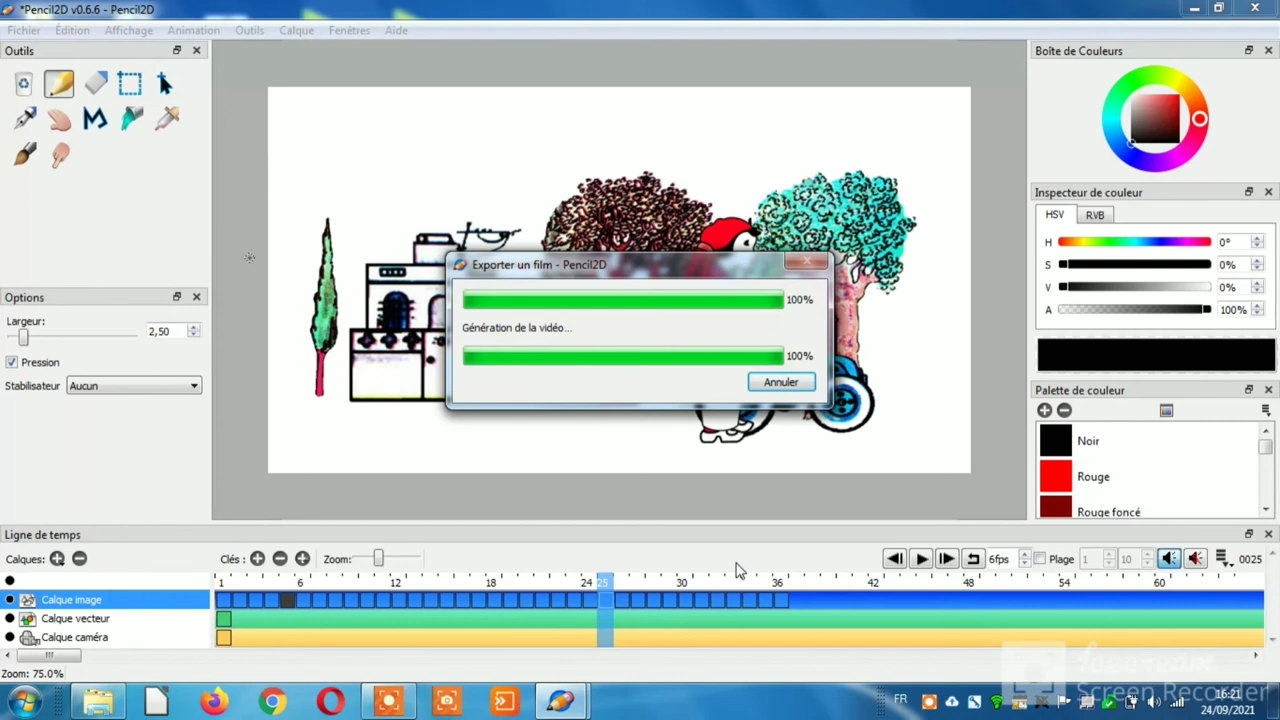 *Pencil2D v0.6.6 - Pencil2D
Fichier Édition Affichage Animation Outils Calque Fenêtres Aide
Outils
Boîte de Couleurs
Inspecteur de couleur
HSV RVB
H 0°
S 0%
V 0%
A 100%
Options
Largeur:
2,50
Pression
Stabilisateur Aucun
Exporter un film - Pencil2D
100%
Génération de la vidéo...
100%
Annuler
Palette de couleur
Noir
Rouge
Rouge foncé
Ligne de temps
Calques: Clés : Zoom: 6fps Plage 1 10 0025
1 6 12 18 24 25 30 36 42 48 54 60
Calque image
Calque vecteur
Calque caméra
Zoom: 75.0%
FR
16:21
24/09/2021
Screen Recorder